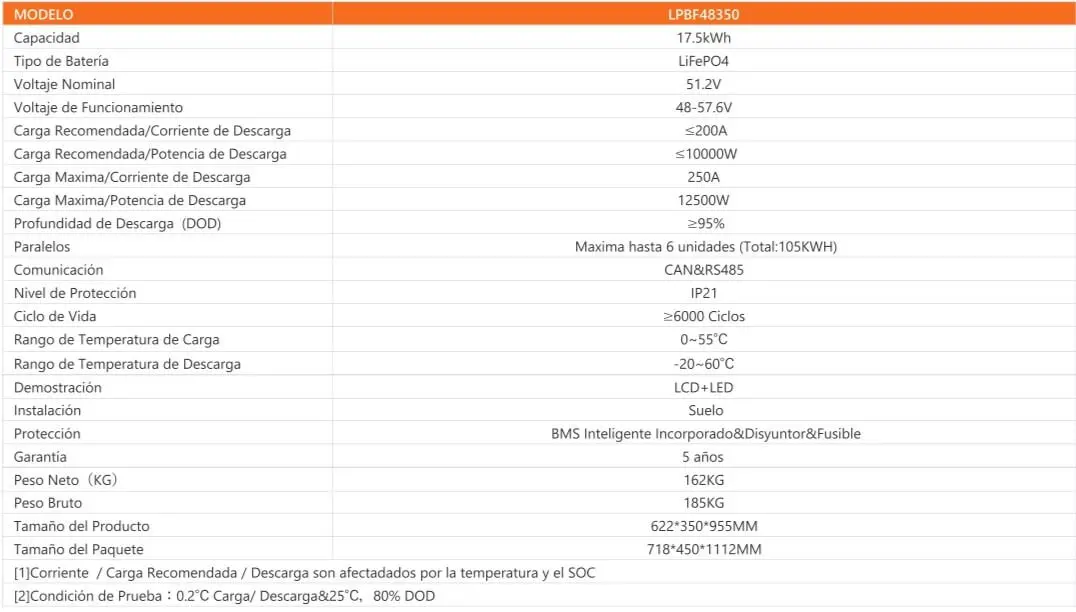 MODELO LPBF48350
Capacidad 17.5kWh
Tipo de Batería LiFePO4
Voltaje Nominal 51.2V
Voltaje de Funcionamiento 48-57.6V
Carga Recomendada/Corriente de Descarga ≤200A
Carga Recomendada/Potencia de Descarga ≤10000W
Carga Maxima/Corriente de Descarga 250A
Carga Maxima/Potencia de Descarga 12500W
Profundidad de Descarga (DOD) ≥95%
Paralelos Maxima hasta 6 unidades (Total:105KWH)
Comunicación CAN&RS485
Nivel de Protección IP21
Ciclo de Vida ≥6000 Ciclos
Rango de Temperatura de Carga 0~55℃
Rango de Temperatura de Descarga -20~60℃
Demostración LCD+LED
Instalación Suelo
Protección BMS Inteligente Incorporado&Disyuntor&Fusible
Garantía 5 años
Peso Neto（KG） 162KG
Peso Bruto 185KG
Tamaño del Producto 622*350*955MM
Tamaño del Paquete 718*450*1112MM
[1]Corriente / Carga Recomendada / Descarga son afectadados por la temperatura y el SOC
[2]Condición de Prueba：0.2℃ Carga/ Descarga&25℃, 80% DOD